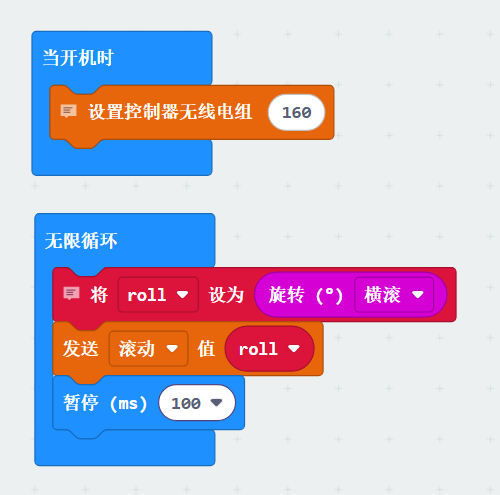 当开机时
设置控制器无线电组 160
无限循环
将 roll 设为 旋转 (°) 横滚
发送 滚动 值 roll
暂停 (ms) 100